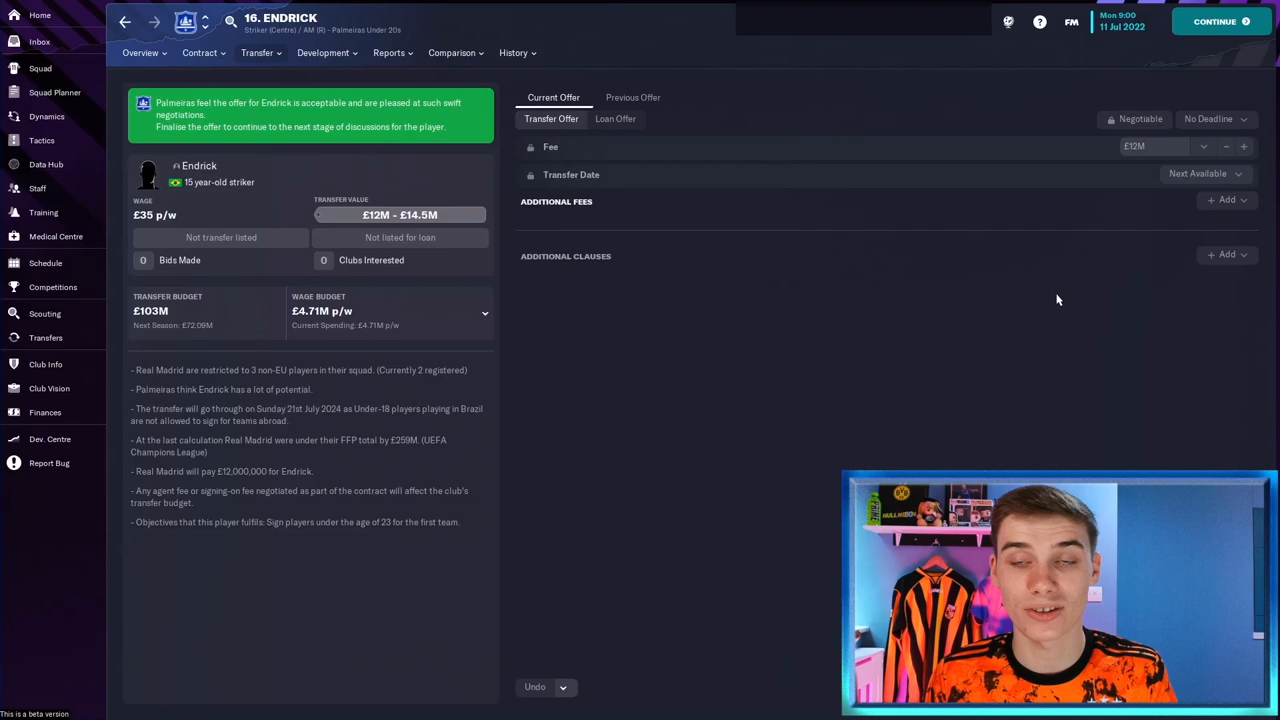 Home
Inbox
Squad
Squad Planner
Dynamics
Tactics
Data Hub
Staff
Training
Medical Centre
Schedule
Competitions
Scouting
Transfers
Club Info
Club Vision
Finances
Dev. Centre
Report Bug
This is a beta version
16. ENDRICK
Striker (Centre) / AM (R) - Palmeiras Under 20s
FM
Mon 9:00
11 Jul 2022
CONTINUE
Overview
Contract
Transfer
Development
Reports
Comparison
History
Palmeiras feel the offer for Endrick is acceptable and are pleased at such swift
negotiations.
Finalise the offer to continue to the next stage of discussions for the player.
Endrick
15 year-old striker
WAGE
£35 p/w
TRANSFER VALUE
£12M - £14.5M
Not transfer listed
Not listed for loan
0 Bids Made
0 Clubs Interested
TRANSFER BUDGET
£103M
Next Season: £72.09M
WAGE BUDGET
£4.71M p/w
Current Spending: £4.71M p/w
- Real Madrid are restricted to 3 non-EU players in their squad. (Currently 2 registered)
- Palmeiras think Endrick has a lot of potential.
- The transfer will go through on Sunday 21st July 2024 as Under-18 players playing in Brazil
are not allowed to sign for teams abroad.
- At the last calculation Real Madrid were under their FFP total by £259M. (UEFA
Champions League)
- Real Madrid will pay £12,000,000 for Endrick.
- Any agent fee or signing-on fee negotiated as part of the contract will affect the club's
transfer budget.
- Objectives that this player fulfils: Sign players under the age of 23 for the first team.
Current Offer
Previous Offer
Transfer Offer
Loan Offer
Negotiable
No Deadline
Fee
£12M
Transfer Date
Next Available
ADDITIONAL FEES
+ Add
ADDITIONAL CLAUSES
+ Add
Undo